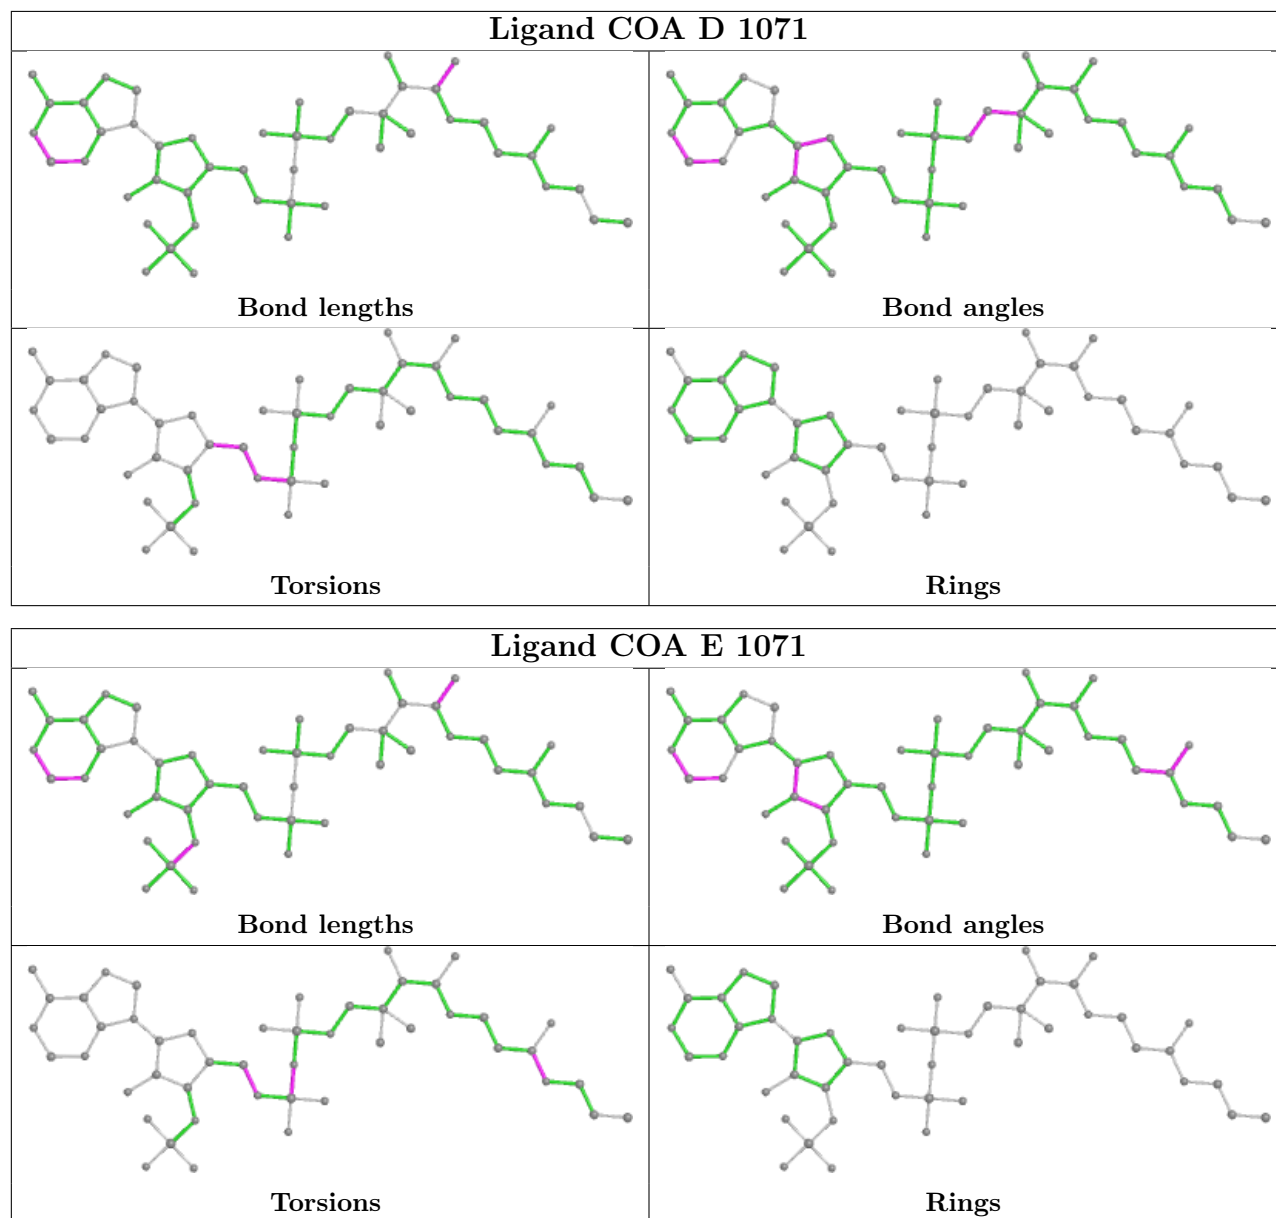 Ligand COA D 1071
Bond lengths
Bond angles
Torsions
Rings
Ligand COA E 1071
Bond lengths
Bond angles
Torsions
Rings